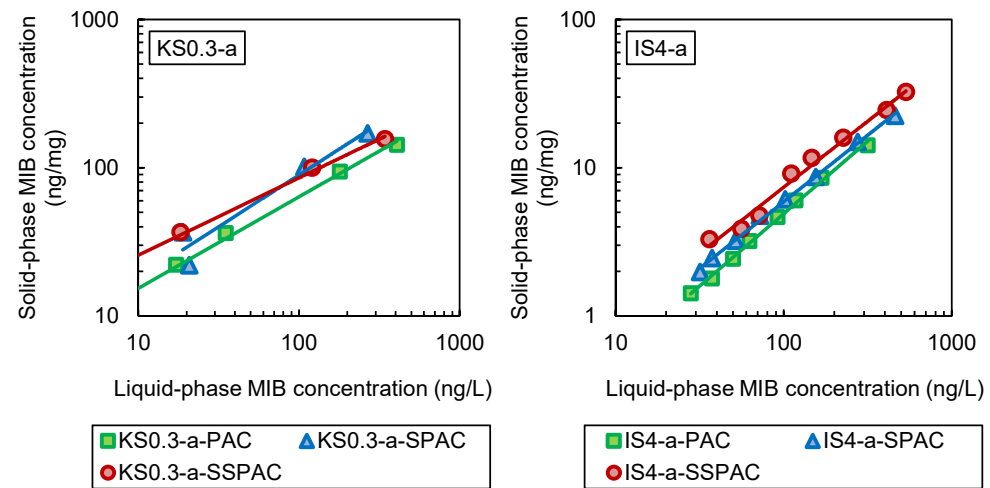 Solid-phase MIB concentration
(ng/mg)
1000
100
10
KS0.3-a
10
100
1000
Liquid-phase MIB concentration (ng/L)
KS0.3-a-PAC
KS0.3-a-SPAC
KS0.3-a-SSPAC
Solid-phase MIB concentration
(ng/mg)
100
10
1
IS4-a
10
100
1000
Liquid-phase MIB concentration (ng/L)
IS4-a-PAC
IS4-a-SPAC
IS4-a-SSPAC